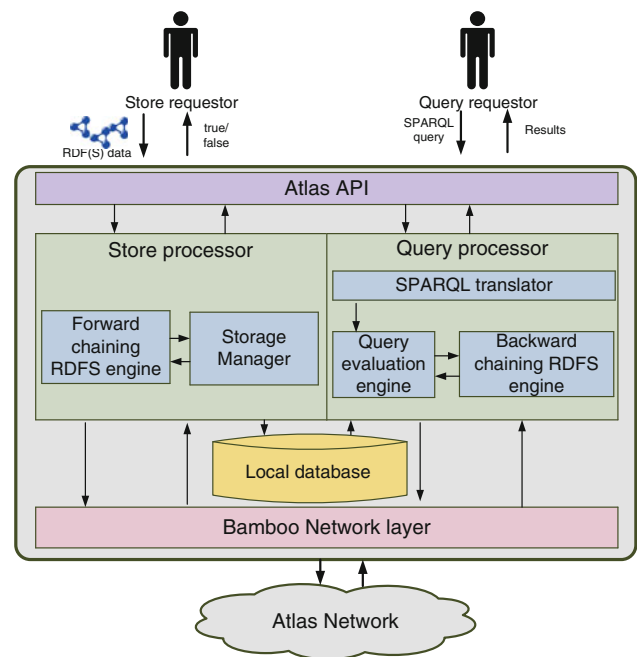 Store requestor
Query requestor
RDF(S) data
true/
false
SPARQL
query
Results
Atlas API
Store processor
Query processor
SPARQL translator
Forward
chaining
RDFS engine
Storage
Manager
Query
evaluation
engine
Backward
chaining RDFS
engine
Local database
Bamboo Network layer
Atlas Network